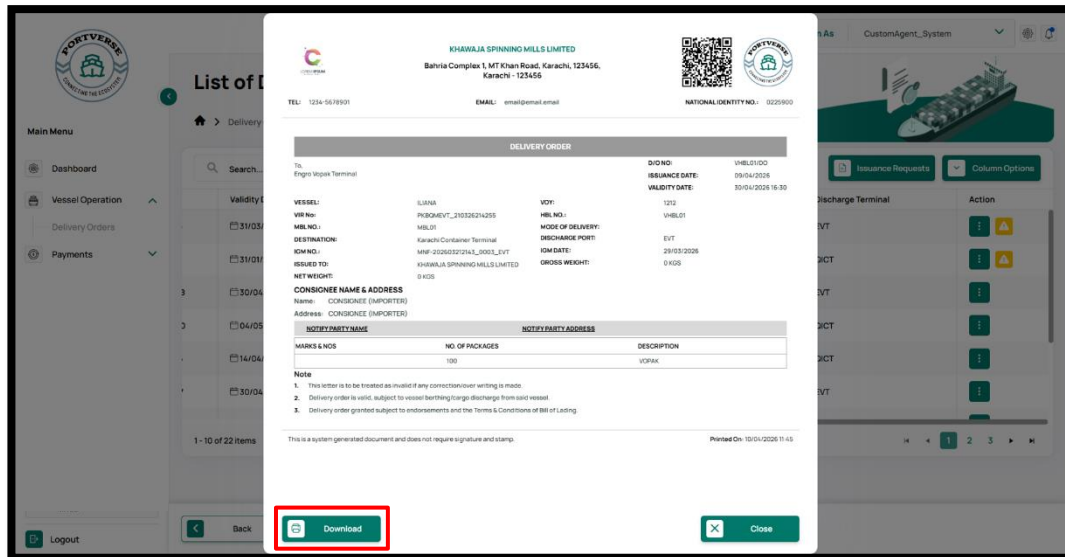 PORTVERSE
CONNECTING THE ECOSYSTEM
Main Menu
Dashboard
Vessel Operation
Delivery Orders
Payments
Logout
List of D
Delivery
Search...
Validity D
31/03/
31/01/
30/04
04/05
14/04/
30/04
1 - 10 of 22 items
Back
KHAWAJA SPINNING MILLS LIMITED
Bahria Complex 1, MT Khan Road, Karachi, 123456,
Karachi - 123456
PORTVERSE
TEL: 1234-5678901 EMAIL: email@email.email NATIONAL IDENTITY NO.: 0225900
DELIVERY ORDER
To,
Engro Vopak Terminal
D/O NO: VHBL01/DO
ISSUANCE DATE: 09/04/2026
VALIDITY DATE: 30/04/2026 16:30
VESSEL: ILIANA VOY: 1212
VIR No: PKBQMEVT_210326214255 HBL NO.: VHBL01
MBL NO.: MBL01 MODE OF DELIVERY:
DESTINATION: Karachi Container Terminal DISCHARGE PORT: EVT
IGM NO.: MNF-202603212143_0003_EVT IGM DATE: 29/03/2026
ISSUED TO: KHAWAJA SPINNING MILLS LIMITED GROSS WEIGHT: 0 KGS
NET WEIGHT: 0 KGS
CONSIGNEE NAME & ADDRESS
Name: CONSIGNEE (IMPORTER)
Address: CONSIGNEE (IMPORTER)
NOTIFY PARTY NAME NOTIFY PARTY ADDRESS
MARKS & NOS NO. OF PACKAGES DESCRIPTION
100 VOPAK
Note
1. This letter is to be treated as invalid if any correction/over writing is made.
2. Delivery order is valid, subject to vessel berthing/cargo discharge from said vessel.
3. Delivery order granted subject to endorsements and the Terms & Conditions of Bill of Lading.
This is a system generated document and does not require signature and stamp. Printed On: 10/04/2026 11:45
Download
Close
n As CustomAgent_System
Issuance Requests
Column Options
Discharge Terminal Action
EVT
QICT
EVT
QICT
QICT
EVT
1 2 3